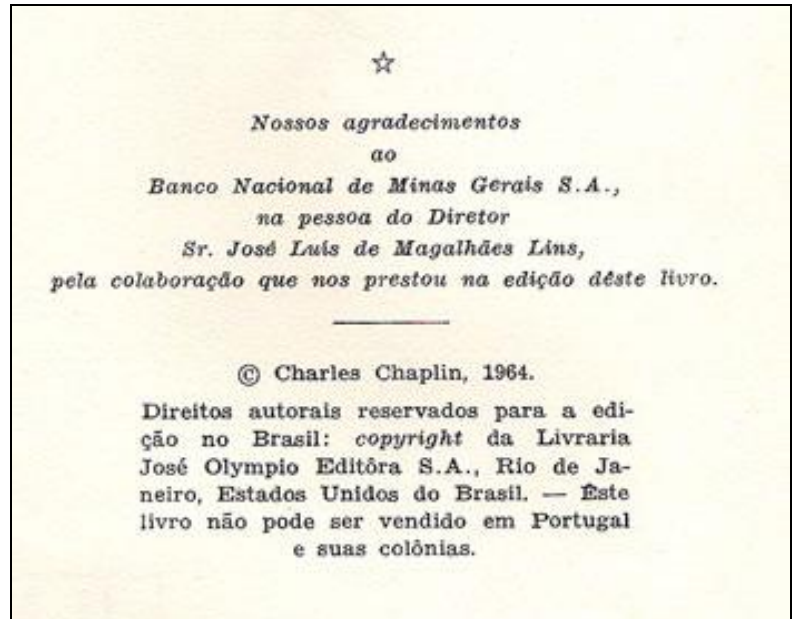 ☆
Nossos agradecimentos
ao
Banco Nacional de Minas Gerais S.A.,
na pessoa do Diretor
Sr. José Luís de Magalhães Lins,
pela colaboração que nos prestou na edição dêste livro.
© Charles Chaplin, 1964.
Direitos autorais reservados para a edi-
ção no Brasil: copyright da Livraria
José Olympio Editôra S.A., Rio de Ja-
neiro, Estados Unidos do Brasil. — Êste
livro não pode ser vendido em Portugal
e suas colônias.